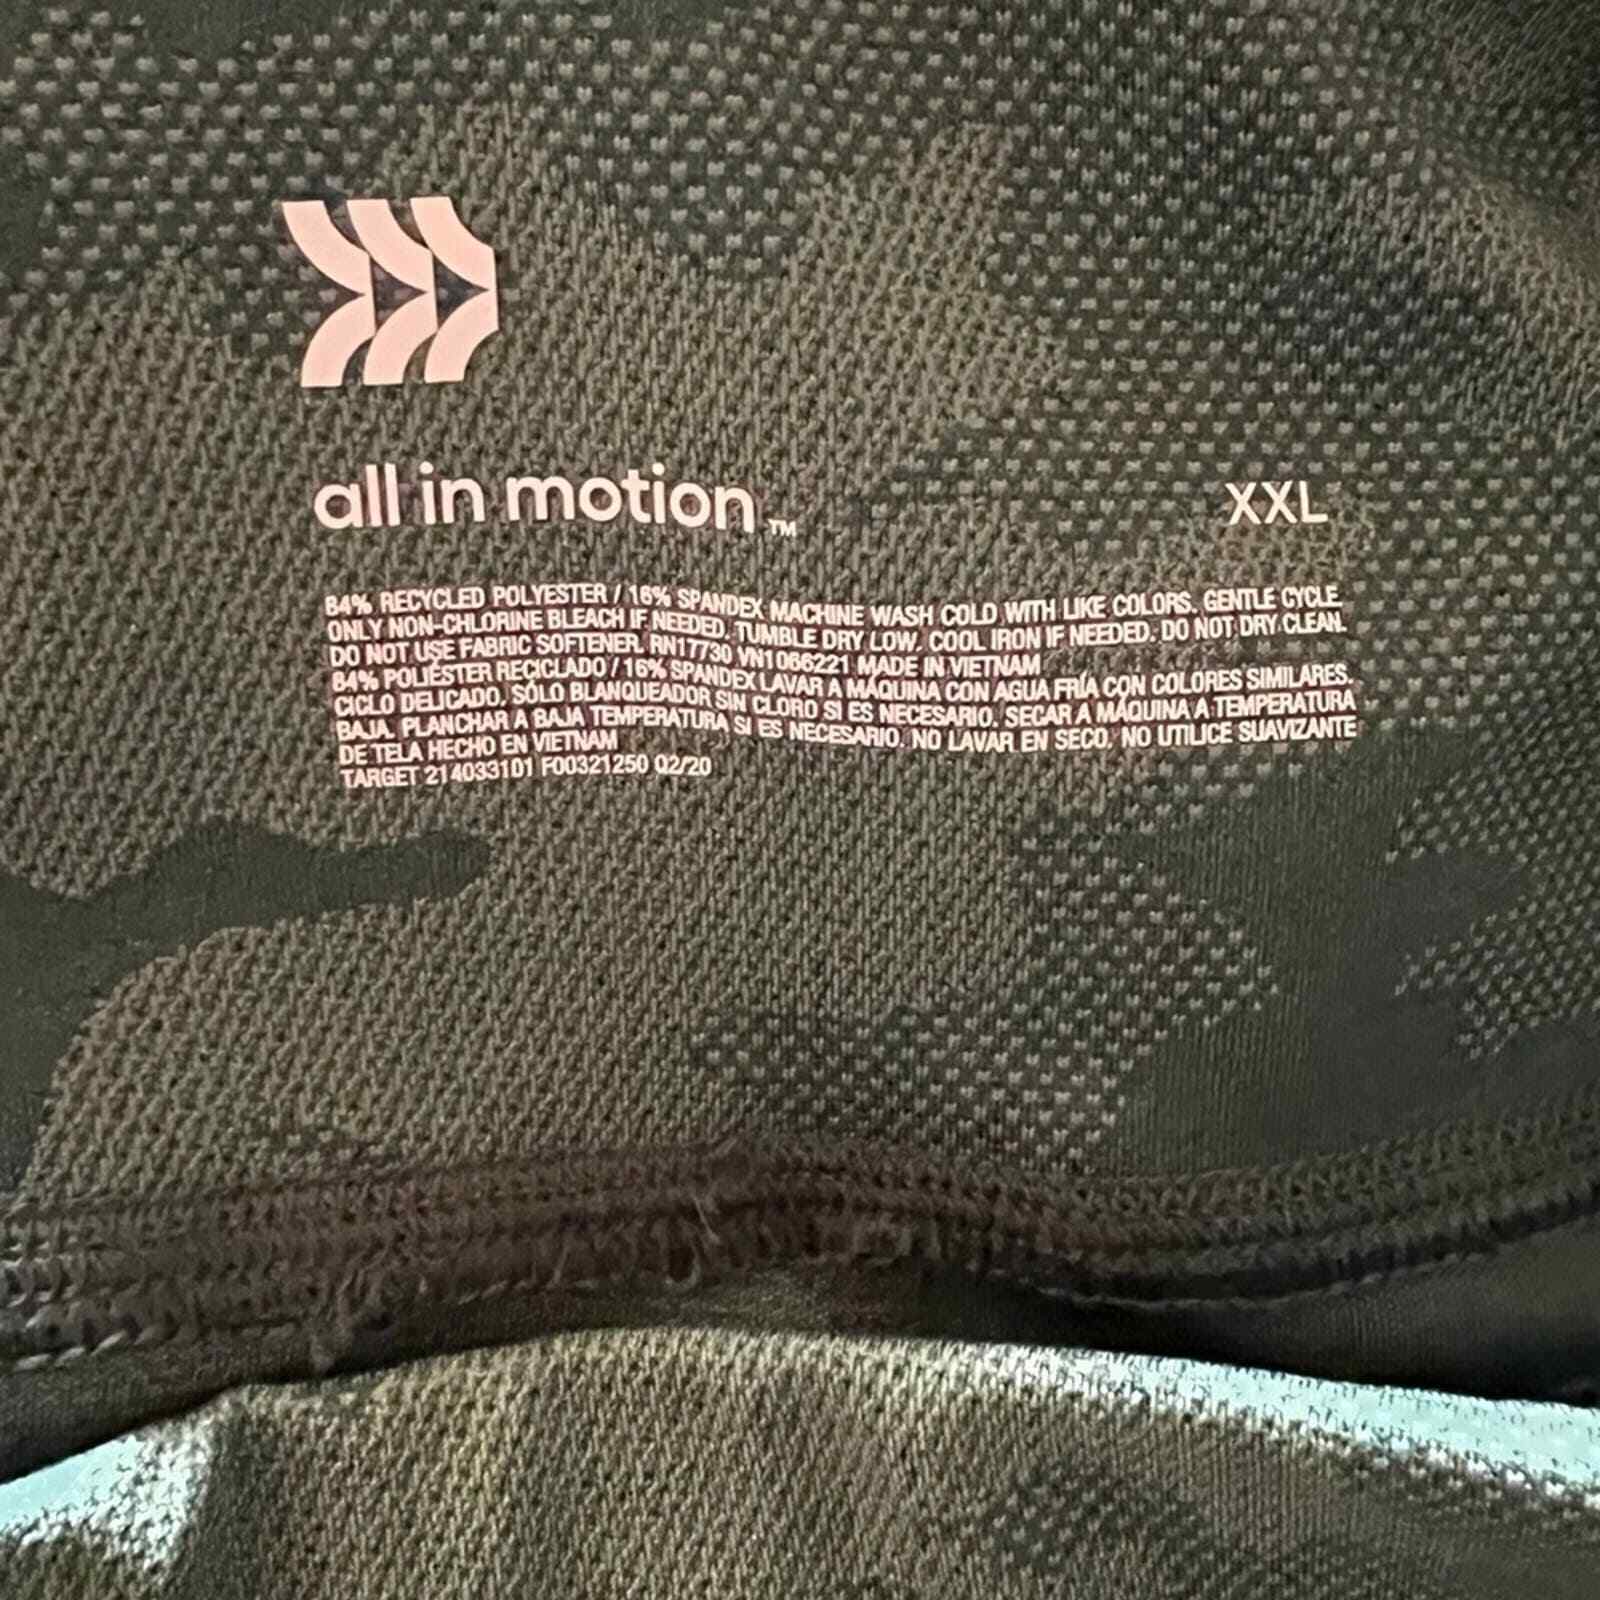 all in motion™
XXL
84% RECYCLED POLYESTER / 16% SPANDEX MACHINE WASH COLD WITH LIKE COLORS. GENTLE CYCLE.
ONLY NON-CHLORINE BLEACH IF NEEDED. TUMBLE DRY LOW. COOL IRON IF NEEDED. DO NOT DRY CLEAN.
DO NOT USE FABRIC SOFTENER. RN17730 VN1066221 MADE IN VIETNAM
84% POLIÉSTER RECICLADO / 16% SPANDEX LAVAR A MÁQUINA CON AGUA FRÍA CON COLORES SIMILARES.
CICLO DELICADO. SÓLO BLANQUEADOR SIN CLORO SI ES NECESARIO. SECAR A MÁQUINA A TEMPERATURA
BAJA. PLANCHAR A BAJA TEMPERATURA SI ES NECESARIO. NO LAVAR EN SECO. NO UTILICE SUAVIZANTE
DE TELA HECHO EN VIETNAM
TARGET 214033101 F00321250 Q2/20